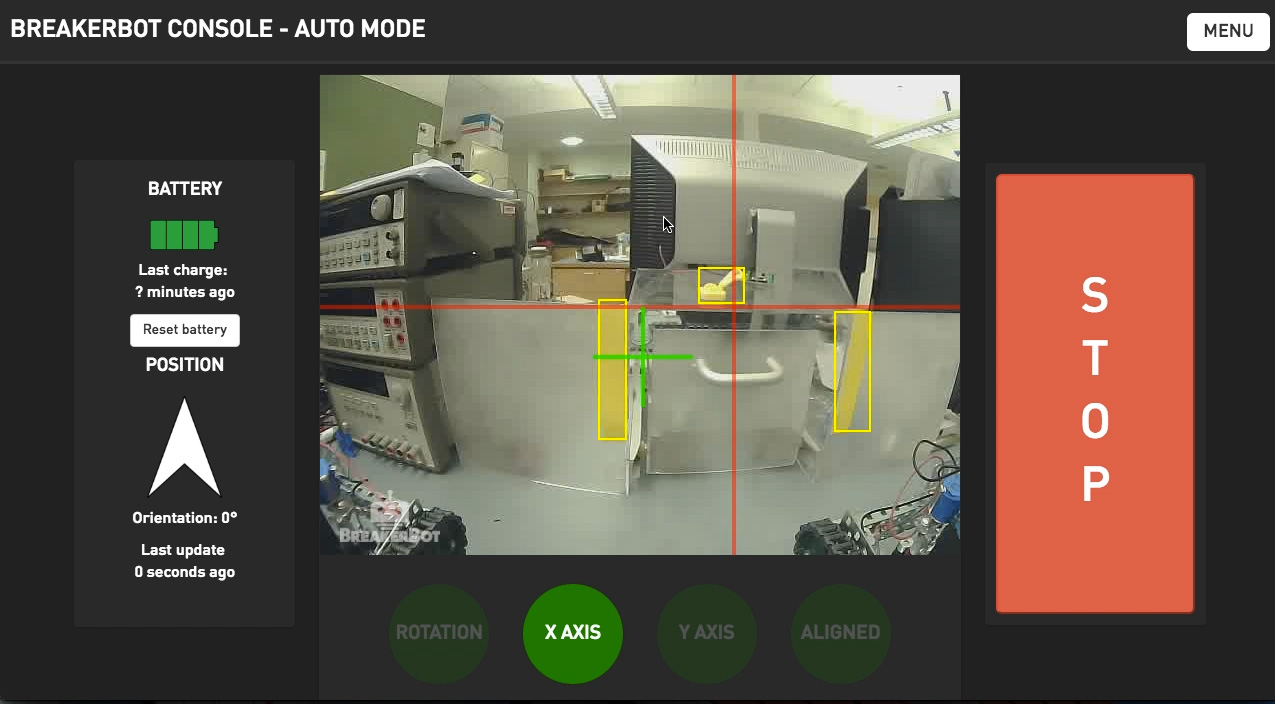 BREAKERBOT CONSOLE - AUTO MODE
MENU
BATTERY
Last charge:
? minutes ago
Reset battery
POSITION
Orientation: 0°
Last update
0 seconds ago
BREAKERBOT
S
T
O
P
ROTATION
X AXIS
Y AXIS
ALIGNED